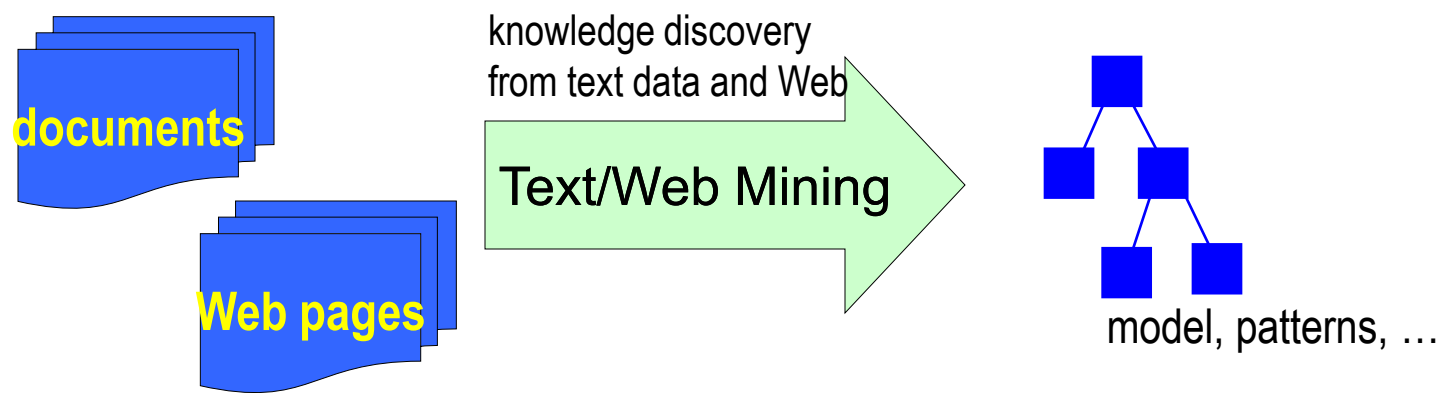 documents
Web pages
knowledge discovery
from text data and Web
Text/Web Mining
model, patterns, …